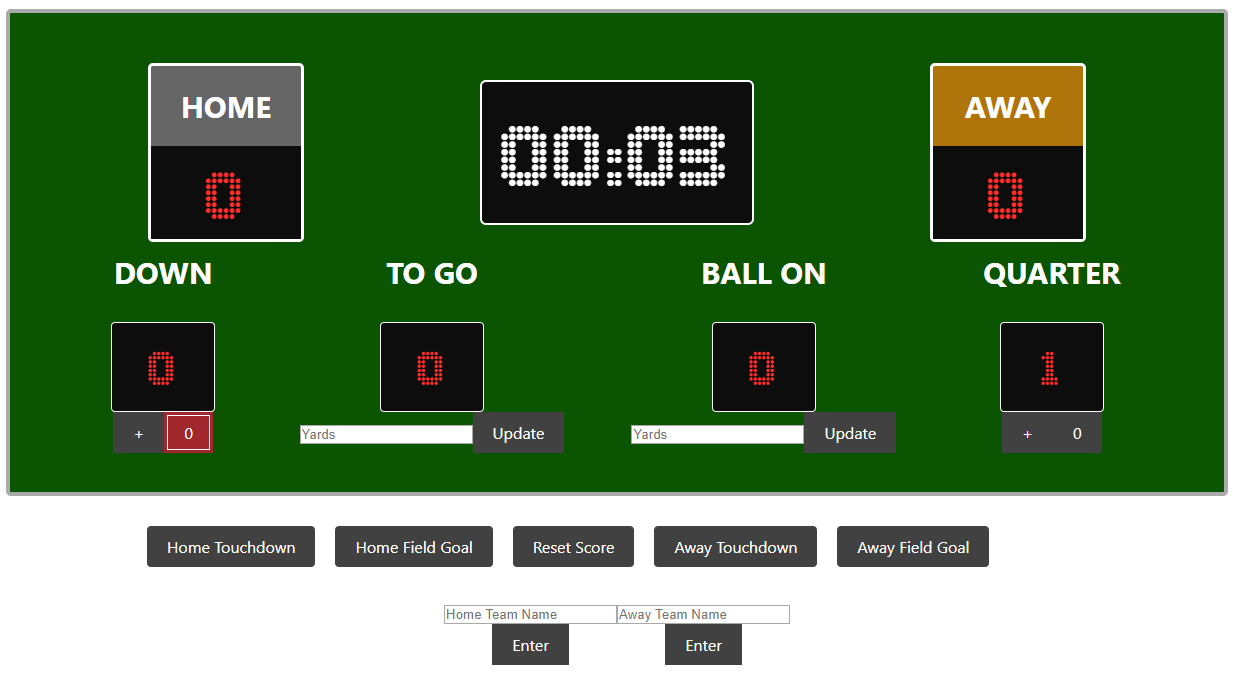 HOME
AWAY
00:03
0
0
DOWN
TO GO
BALL ON
QUARTER
0
0
0
1
+ 0
Yards Update
Yards Update
+ 0
Home Touchdown
Home Field Goal
Reset Score
Away Touchdown
Away Field Goal
Home Team Name
Away Team Name
Enter
Enter